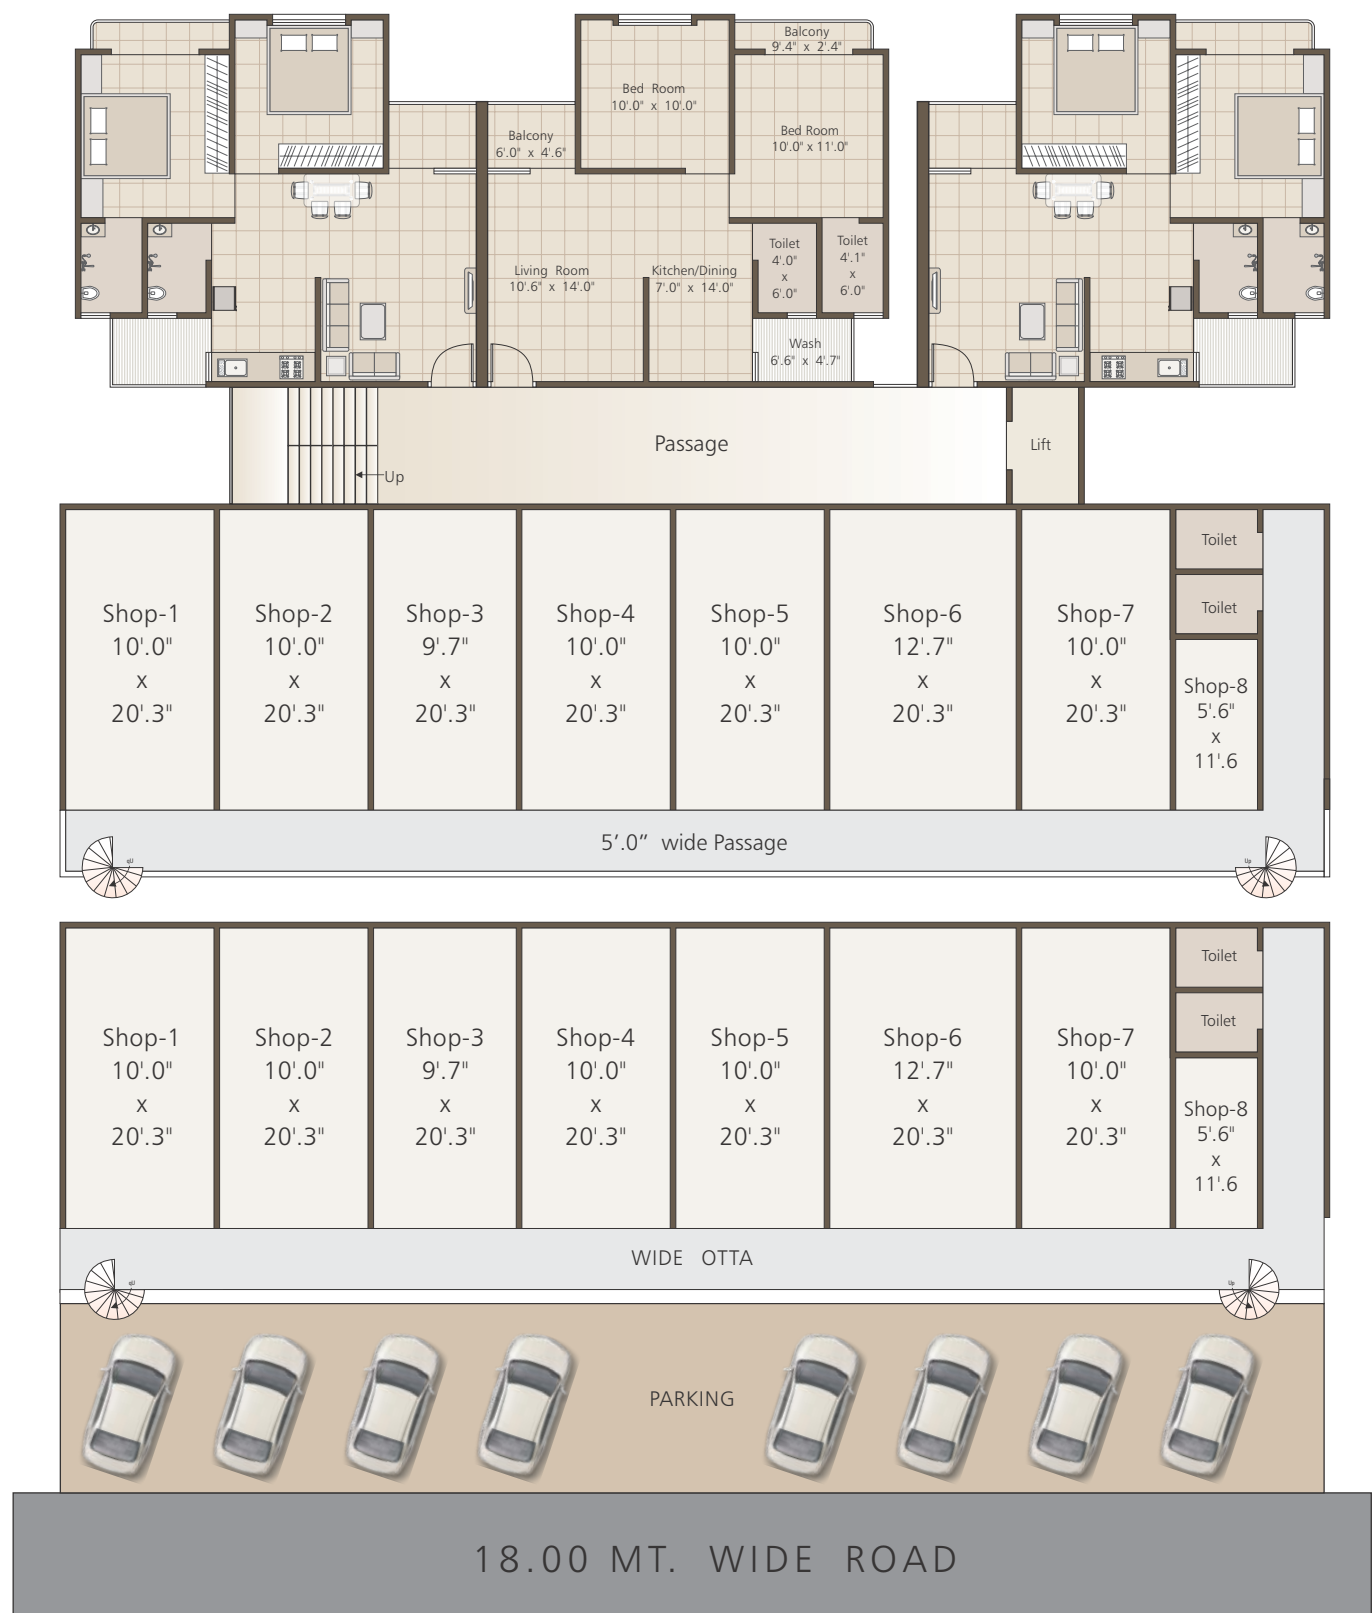 Balcony
9'.4" x 2'.4"
Bed Room
10'.0" x 10'.0"
Bed Room
10'.0" x 11'.0"
Balcony
6'.0" x 4'.6"
Toilet
4'.0"
x
6'.0"
Toilet
4'.1"
x
6'.0"
Living Room
10'.6" x 14'.0"
Kitchen/Dining
7'.0" x 14'.0"
Wash
6'.6" x 4'.7"
Passage
Lift
Up
Toilet
Toilet
Shop-1
10'.0"
x
20'.3"
Shop-2
10'.0"
x
20'.3"
Shop-3
9'.7"
x
20'.3"
Shop-4
10'.0"
x
20'.3"
Shop-5
10'.0"
x
20'.3"
Shop-6
12'.7"
x
20'.3"
Shop-7
10'.0"
x
20'.3"
Shop-8
5'.6"
x
11'.6
5'.0" wide Passage
Up
Up
Toilet
Toilet
Shop-1
10'.0"
x
20'.3"
Shop-2
10'.0"
x
20'.3"
Shop-3
9'.7"
x
20'.3"
Shop-4
10'.0"
x
20'.3"
Shop-5
10'.0"
x
20'.3"
Shop-6
12'.7"
x
20'.3"
Shop-7
10'.0"
x
20'.3"
Shop-8
5'.6"
x
11'.6
WIDE OTTA
Up
Up
PARKING
18.00 MT. WIDE ROAD